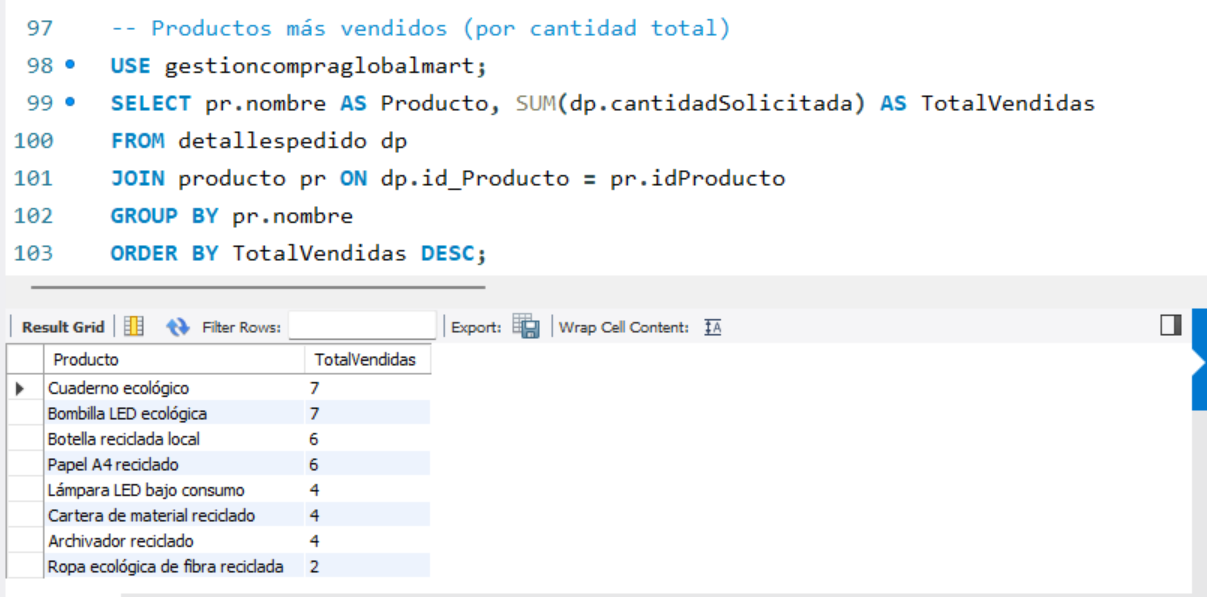 97 -- Productos más vendidos (por cantidad total)
98 USE gestioncompraglobalmart;
99 SELECT pr.nombre AS Producto, SUM(dp.cantidadSolicitada) AS TotalVendidas
100 FROM detallespedido dp
101 JOIN producto pr ON dp.id_Producto = pr.idProducto
102 GROUP BY pr.nombre
103 ORDER BY TotalVendidas DESC;
Result Grid Filter Rows: Export: Wrap Cell Content: IA
Producto TotalVendidas
Cuaderno ecológico 7
Bombilla LED ecológica 7
Botella reciclada local 6
Papel A4 reciclado 6
Lámpara LED bajo consumo 4
Cartera de material reciclado 4
Archivador reciclado 4
Ropa ecológica de fibra reciclada 2